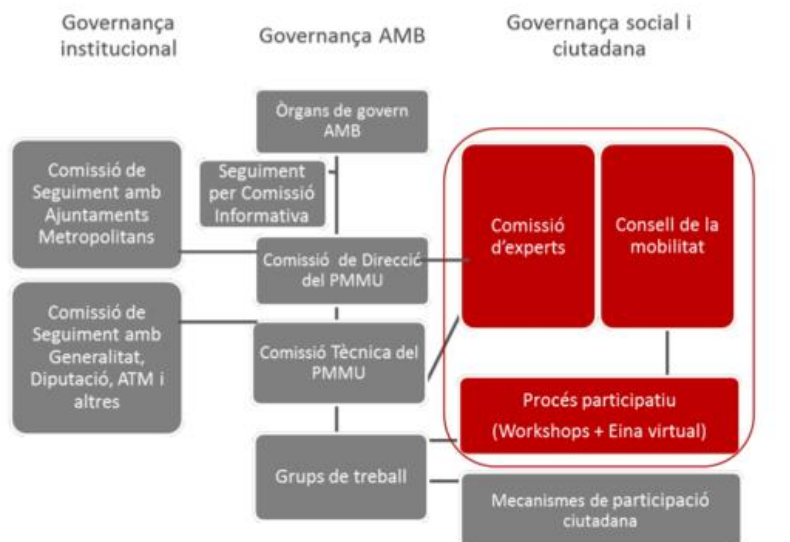 Governança
institucional
Governança AMB
Governança social i
ciutadana
Òrgans de govern
AMB
Comissió de
Seguiment amb
Ajuntaments
Metropolitans
Seguiment
per Comissió
Informativa
Comissió
d'experts
Consell de la
mobilitat
Comissió de Direcció
del PMMU
Comissió de
Seguiment amb
Generalitat,
Diputació, ATM i
altres
Comissió Tècnica del
PMMU
Procés participatiu
(Workshops + Eina virtual)
Grups de treball
Mecanismes de participació
ciutadana